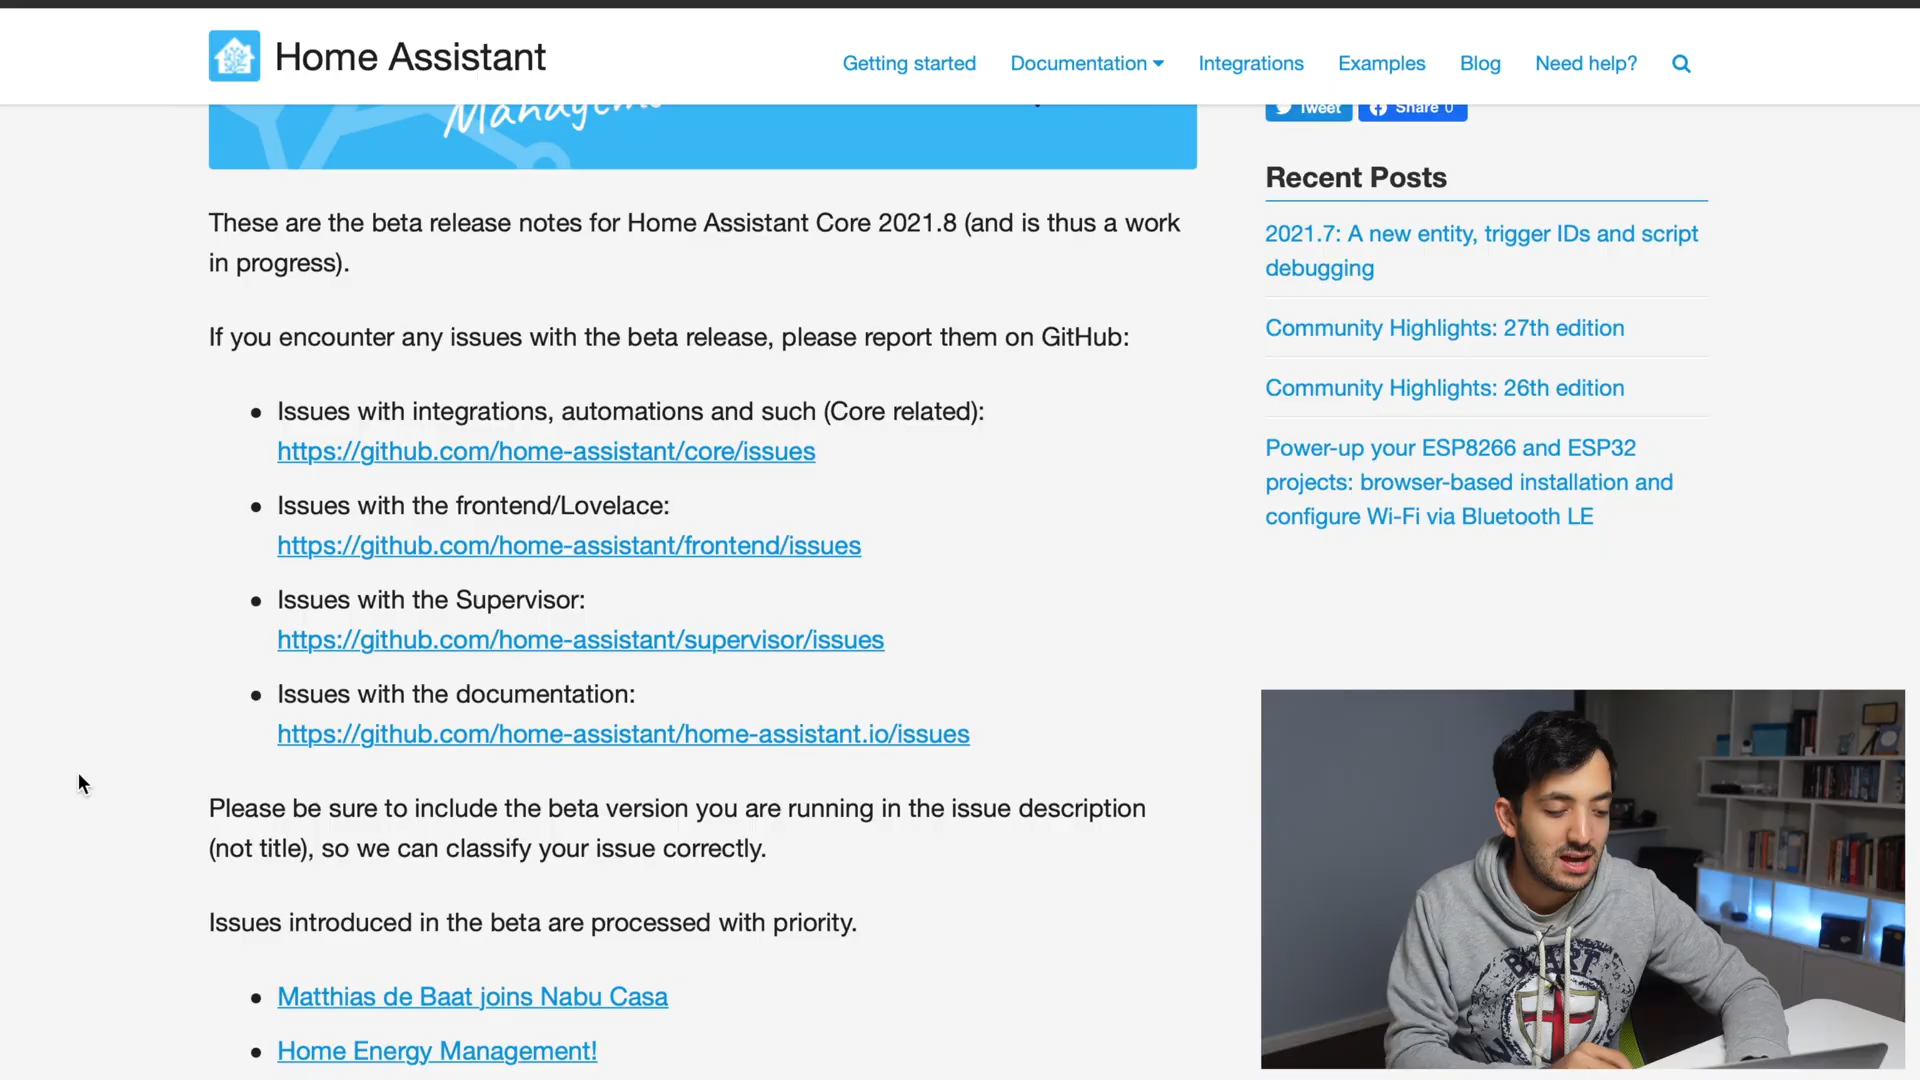 Home Assistant
Getting started
Documentation
Integrations
Examples
Blog
Need help?
Tweet
Share 0
These are the beta release notes for Home Assistant Core 2021.8 (and is thus a work
in progress).
If you encounter any issues with the beta release, please report them on GitHub:
Issues with integrations, automations and such (Core related):
https://github.com/home-assistant/core/issues
Issues with the frontend/Lovelace:
https://github.com/home-assistant/frontend/issues
Issues with the Supervisor:
https://github.com/home-assistant/supervisor/issues
Issues with the documentation:
https://github.com/home-assistant/home-assistant.io/issues
Please be sure to include the beta version you are running in the issue description
(not title), so we can classify your issue correctly.
Issues introduced in the beta are processed with priority.
Matthias de Baat joins Nabu Casa
Home Energy Management!
Recent Posts
2021.7: A new entity, trigger IDs and script
debugging
Community Highlights: 27th edition
Community Highlights: 26th edition
Power-up your ESP8266 and ESP32
projects: browser-based installation and
configure Wi-Fi via Bluetooth LE